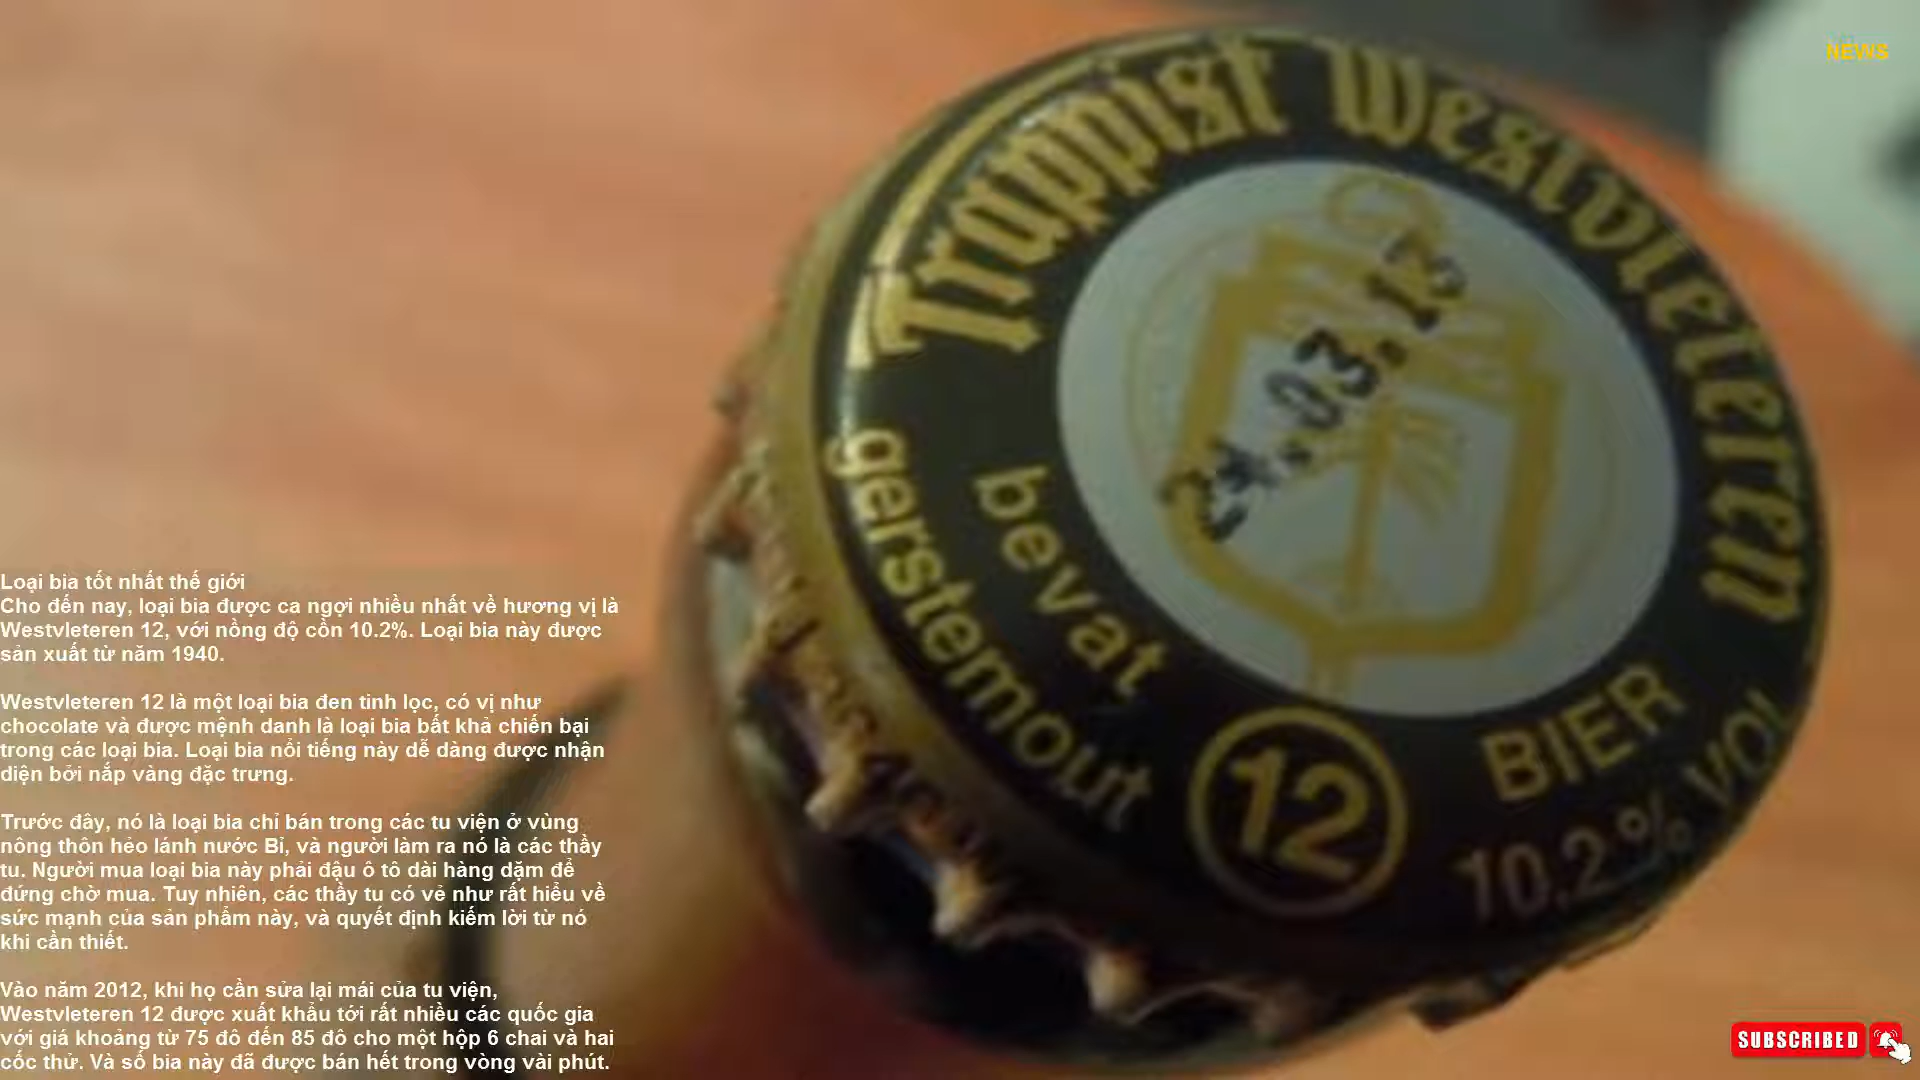 NEWS
Trappist Westvleteren
bevat
gerstemout
12
BIER
10.2% VOL
Loại bia tốt nhất thế giới
Cho đến nay, loại bia được ca ngợi nhiều nhất về hương vị là
Westvleteren 12, với nồng độ cồn 10.2%. Loại bia này được
sản xuất từ năm 1940.
Westvleteren 12 là một loại bia đen tinh lọc, có vị như
chocolate và được mệnh danh là loại bia bất khả chiến bại
trong các loại bia. Loại bia nổi tiếng này dễ dàng được nhận
diện bởi nắp vàng đặc trưng.
Trước đây, nó là loại bia chỉ bán trong các tu viện ở vùng
nông thôn hẻo lánh nước Bỉ, và người làm ra nó là các thầy
tu. Người mua loại bia này phải đậu ô tô dài hàng dặm để
đứng chờ mua. Tuy nhiên, các thầy tu có vẻ như rất hiểu về
sức mạnh của sản phẩm này, và quyết định kiếm lời từ nó
khi cần thiết.
Vào năm 2012, khi họ cần sửa lại mái của tu viện,
Westvleteren 12 được xuất khẩu tới rất nhiều các quốc gia
với giá khoảng từ 75 đô đến 85 đô cho một hộp 6 chai và hai
cốc thử. Và số bia này đã được bán hết trong vòng vài phút.
SUBSCRIBED